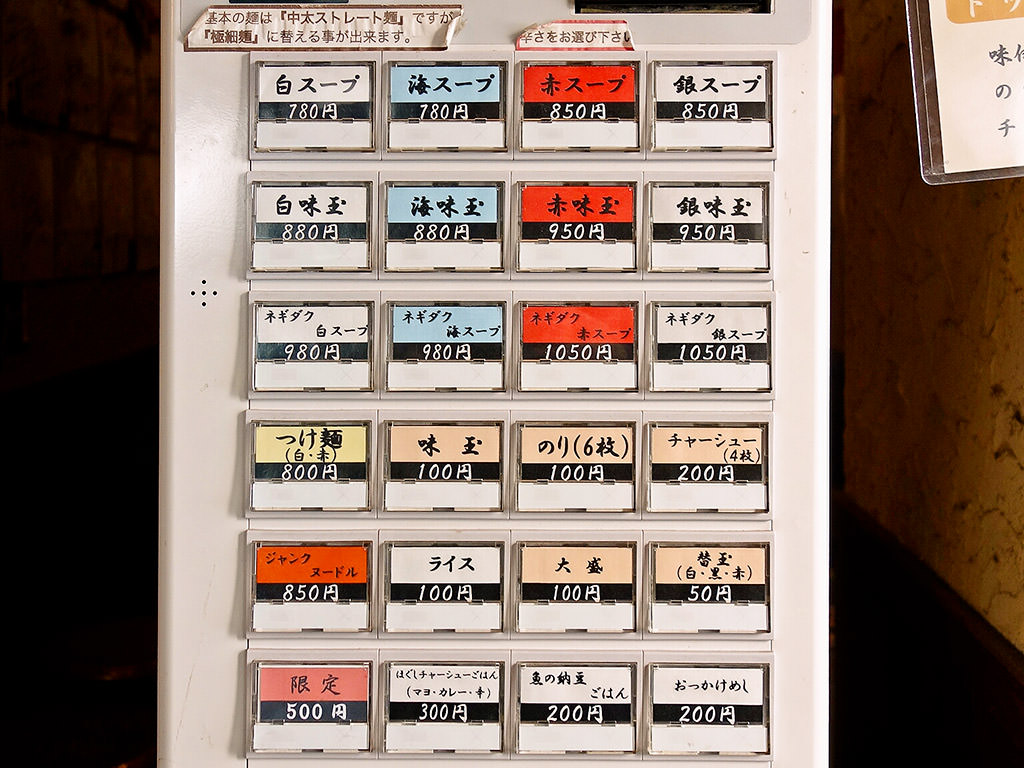 基本の麺は『中太ストレート麺』ですが
『極細麺』に替える事が出来ます。
辛さをお選び下さい
白スープ
780円
海スープ
780円
赤スープ
850円
銀スープ
850円
白味玉
880円
海味玉
880円
赤味玉
950円
銀味玉
950円
ネギダク
白スープ
980円
ネギダク
海スープ
980円
ネギダク
赤スープ
1050円
ネギダク
銀スープ
1050円
つけ麺
(白・赤)
800円
味玉
100円
のり(6枚)
100円
チャーシュー
(4枚)
200円
ジャンク
ヌードル
850円
ライス
100円
大盛
100円
替玉
(白・黒・赤)
50円
限定
500円
ほぐしチャーシューごはん
(マヨ・カレー・辛)
300円
魚の納豆
ごはん
200円
おっかけめし
200円
味
の
チ